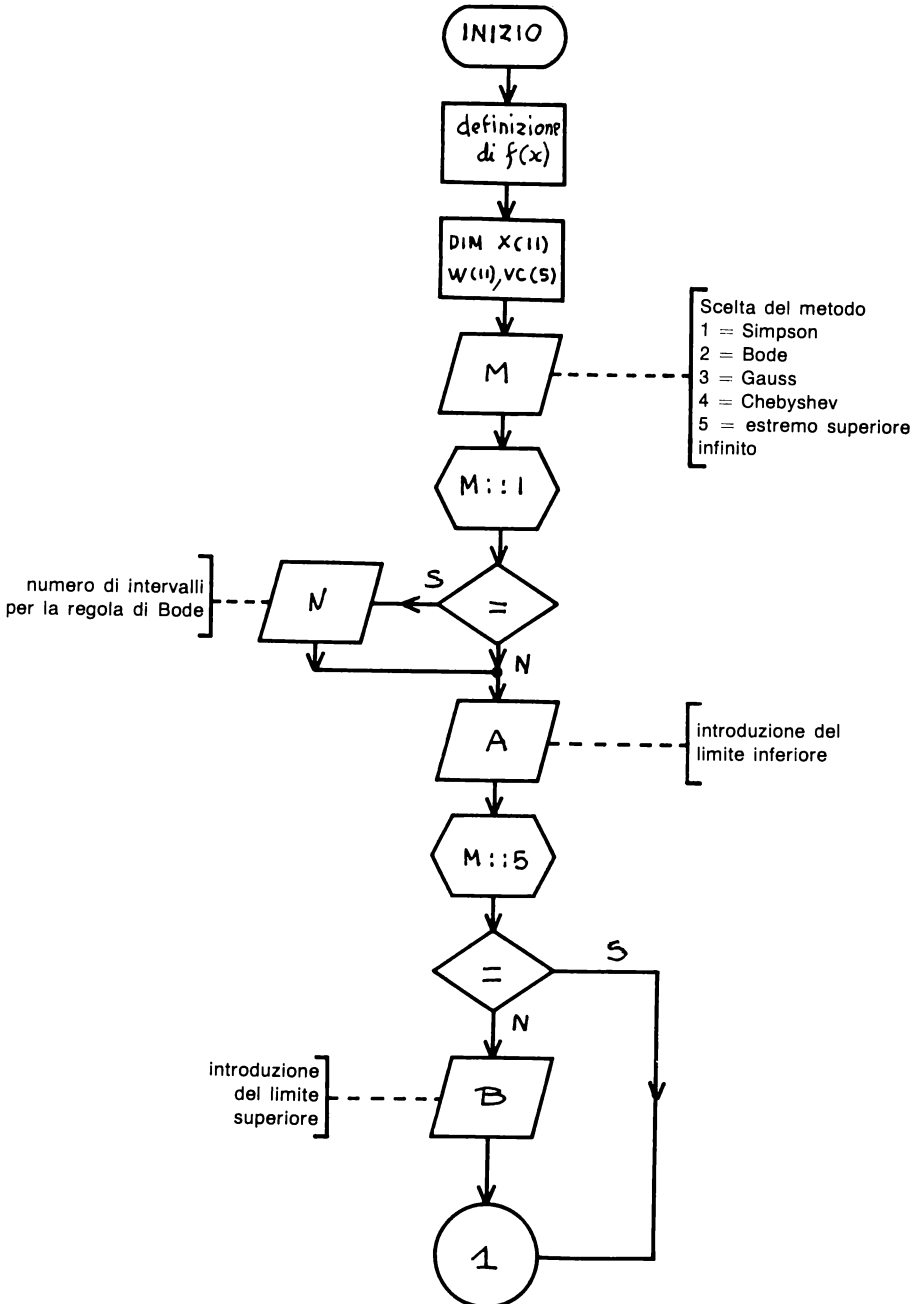 INIZIO
definizione
di f(x)
DIM X(11)
W(11),VC(5)
M
Scelta del metodo
1 = Simpson
2 = Bode
3 = Gauss
4 = Chebyshev
5 = estremo superiore
infinito
M::1
=
S
N
numero di intervalli
per la regola di Bode
N
A
introduzione del
limite inferiore
M::5
=
S
N
B
introduzione
del limite
superiore
1